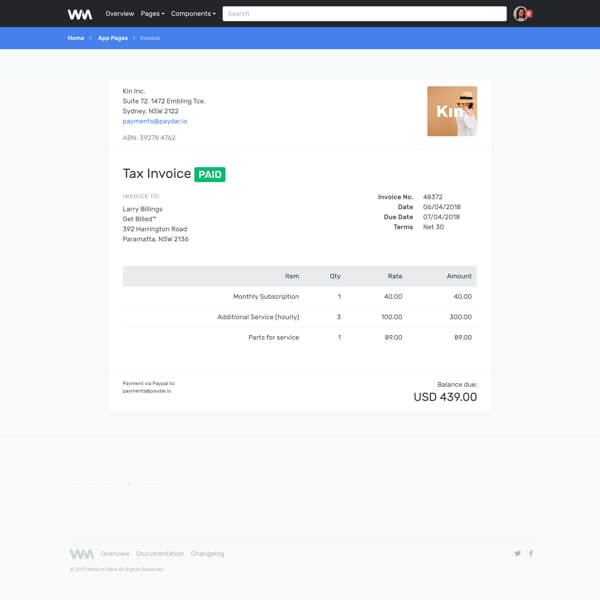 WM Overview Pages Components Search
Home App Pages Invoice
Kin Inc.
Suite 72, 1472 Embling Tce.
Sydney, NSW 2122
payments@paydar.io
ABN: 39278 4762
Kin
Tax Invoice PAID
INVOICE TO:
Larry Billings
Get Billed™
392 Harrington Road
Paramatta, NSW 2136
Invoice No. 48372
Date 06/04/2018
Due Date 07/04/2018
Terms Net 30
Item Qty Rate Amount
Monthly Subscription 1 40.00 40.00
Additional Service (hourly) 3 100.00 300.00
Parts for service 1 89.00 89.00
Payment via Paypal to:
payments@paydar.io
Balance due:
USD 439.00
WM Overview Documentation Changelog
© 2017 Medium Rare All Rights Reserved